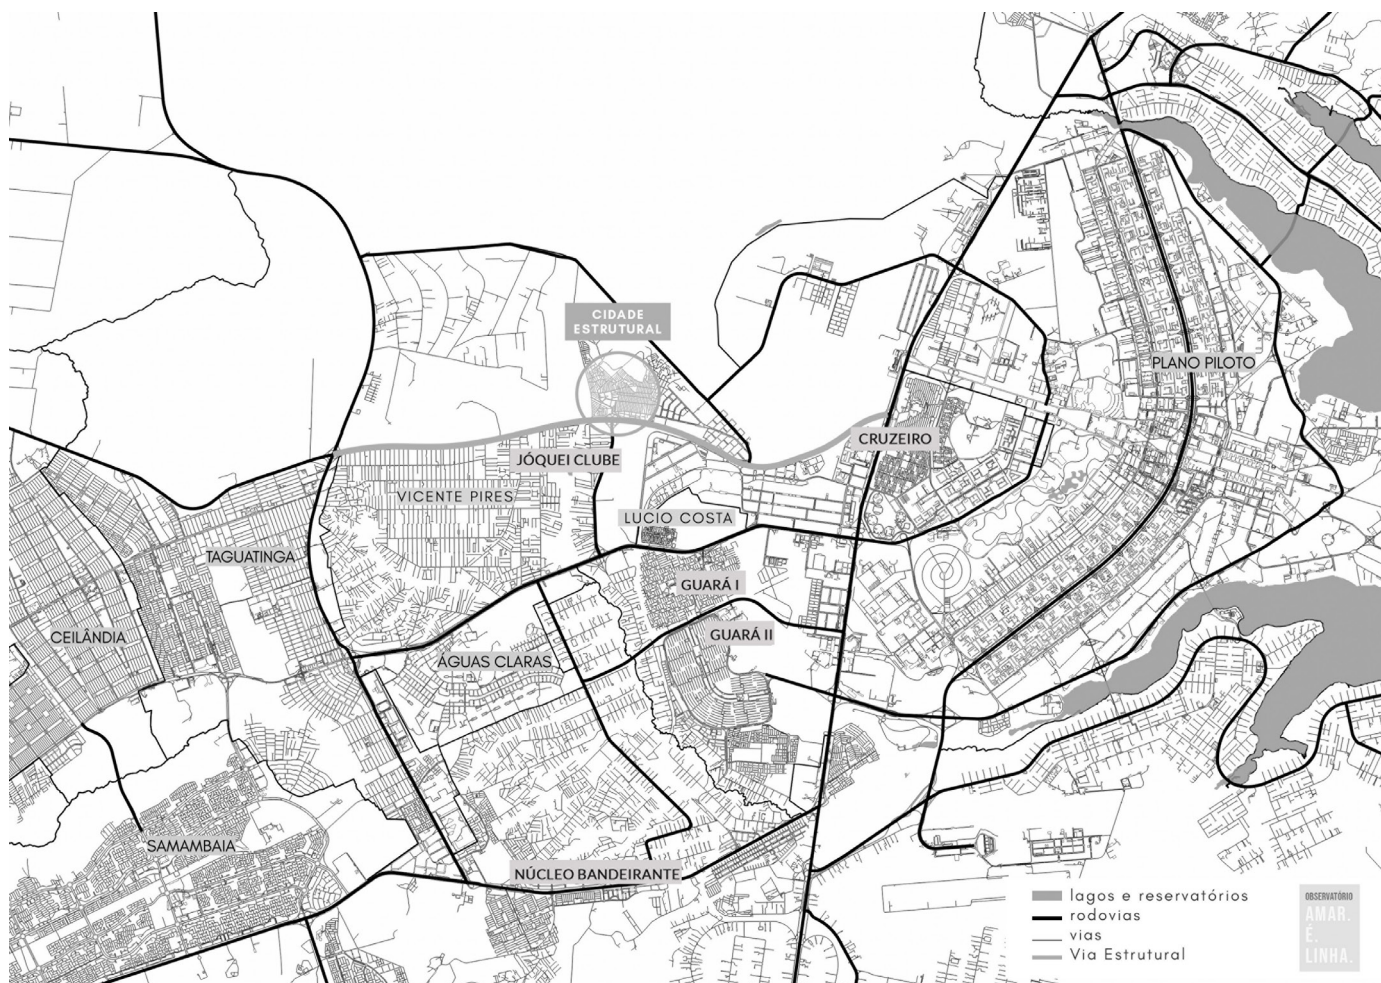 CIDADE
ESTRUTURAL
PLANO PILOTO
CRUZEIRO
JÓQUEI CLUBE
VICENTE PIRES
LUCIO COSTA
TAGUATINGA
GUARÁ I
GUARÁ II
CEILÂNDIA
ÁGUAS CLARAS
SAMAMBAIA
NÚCLEO BANDEIRANTE
lagos e reservatórios
rodovias
vias
Via Estrutural
OBSERVATÓRIO
AMAR.
É.
LINHA.